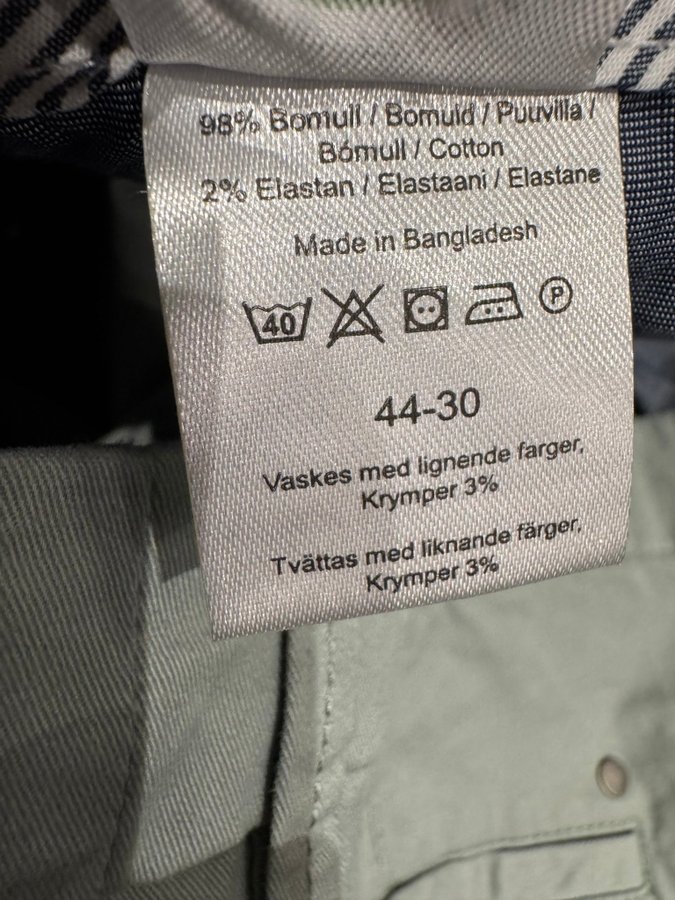 98% Bomull / Bomuld / Puuvilla /
Bómull / Cotton
2% Elastan / Elastaani / Elastane
Made in Bangladesh
40 P
44-30
Vaskes med lignende farger,
Krymper 3%
Tvättas med liknande färger,
Krymper 3%